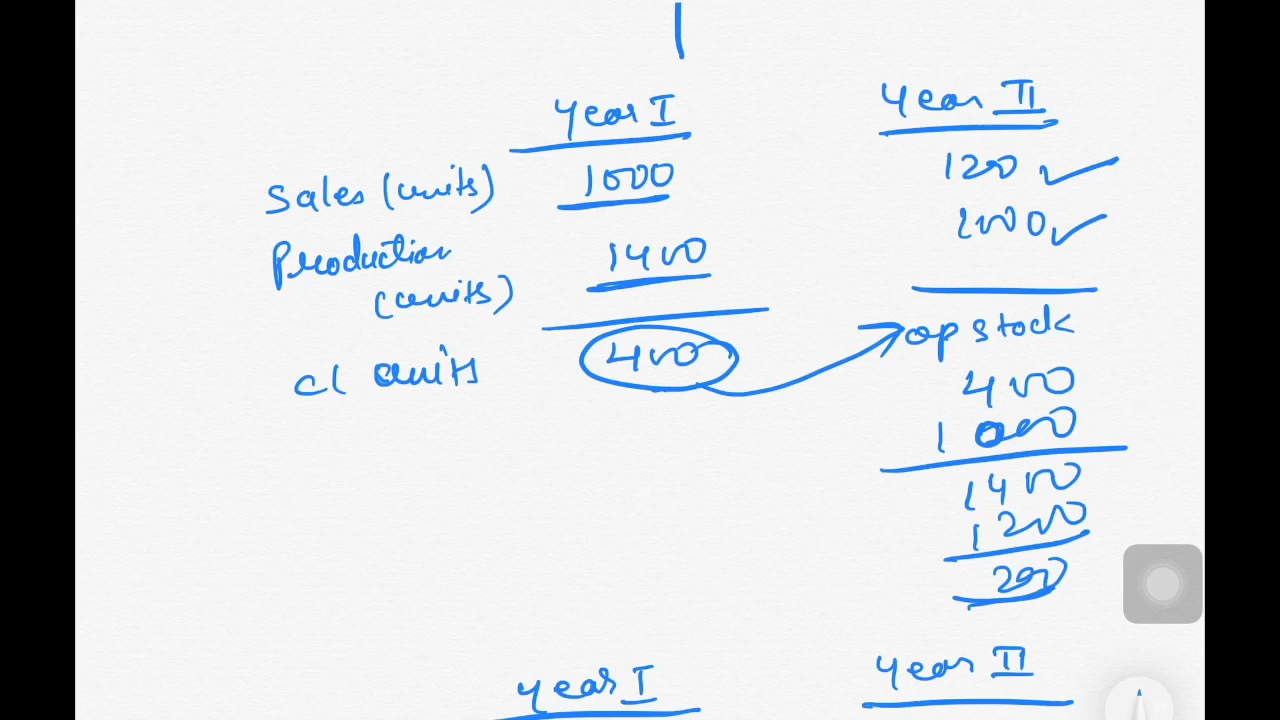 Year I Year II
Sales (units) 1000 1200
Production 1400 1000
(units)
op stock
cl units 400
400
1000
1400
1200
200
Year I Year II